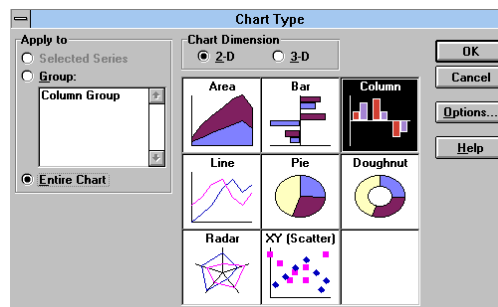 Chart Type
Apply to
Selected Series
Group:
Column Group
Entire Chart
Chart Dimension
2-D 3-D
Area Bar Column
Line Pie Doughnut
Radar XY (Scatter)
OK
Cancel
Options...
Help